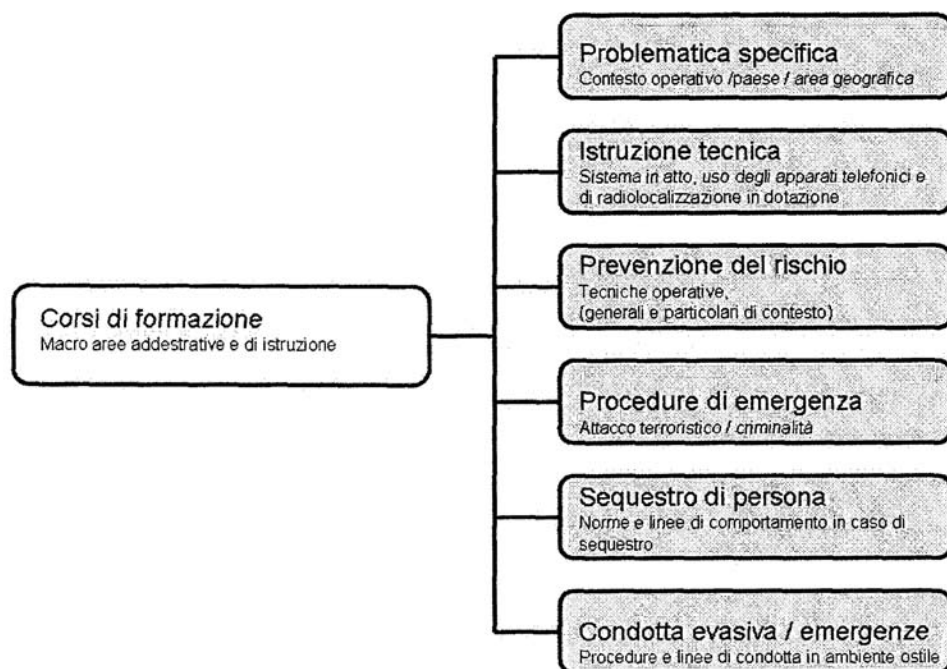 Problematica specifica
Contesto operativo /paese / area geografica
Istruzione tecnica
Sistema in atto, uso degli apparati telefonici e
di radiolocalizzazione in dotazione
Prevenzione del rischio
Tecniche operative,
(generali e particolari di contesto)
Corsi di formazione
Macro aree addestrative e di istruzione
Procedure di emergenza
Attacco terroristico / criminalità
Sequestro di persona
Norme e linee di comportamento in caso di
sequestro
Condotta evasiva / emergenze
Procedure e linee di condotta in ambiente ostile